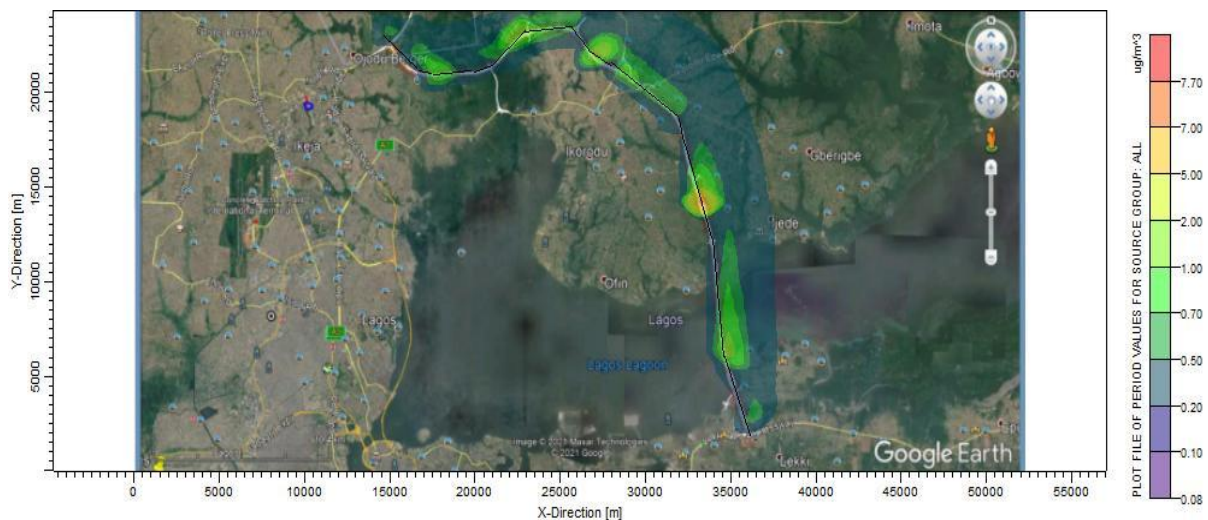 ug/m^3
PLOT FILE OF PERIOD VALUES FOR SOURCE GROUP: ALL
7.70
7.00
5.00
2.00
1.00
0.70
0.50
0.20
0.10
0.08
Y-Direction [m]
20000
15000
10000
5000
0
Imota
Ikeja
Ikorodu
Gberigbe
Ijede
Ofin
Lagos
Lagos
Lagos Lagoon
Image © 2021 Maxar Technologies
© 2021 Google
Lekki
Google Earth
0
5000
10000
15000
20000
25000
30000
35000
40000
45000
50000
55000
X-Direction [m]